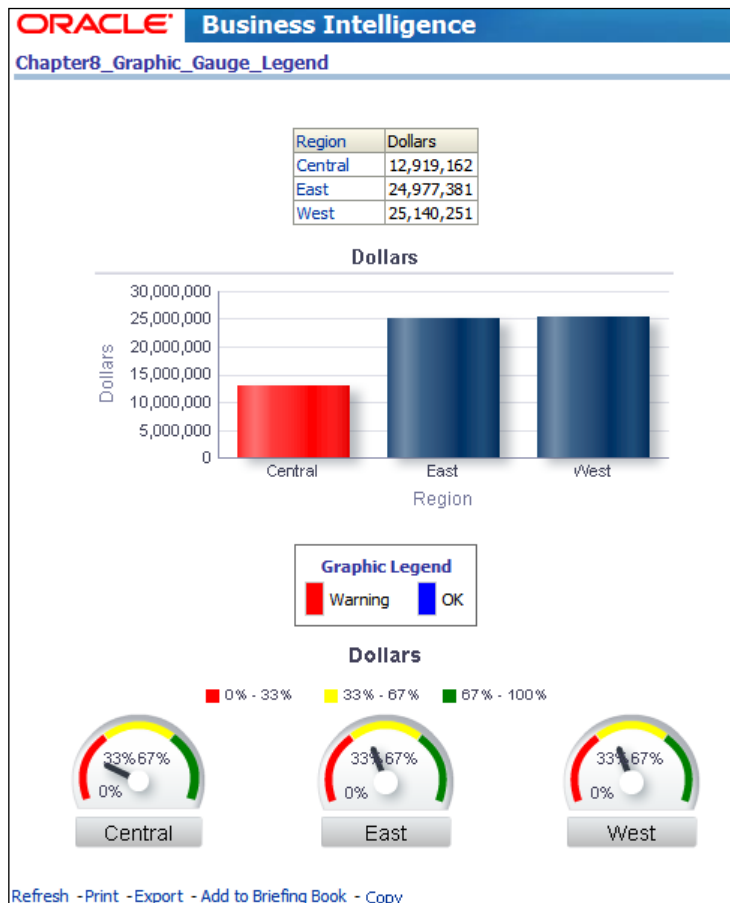 ORACLE® Business Intelligence
Chapter8_Graphic_Gauge_Legend
Region Dollars
Central 12,919,162
East 24,977,381
West 25,140,251
Dollars
30,000,000
25,000,000
20,000,000
15,000,000
10,000,000
5,000,000
0
Dollars
Central East West
Region
Graphic Legend
Warning OK
Dollars
0% - 33% 33% - 67% 67% - 100%
33% 67% 33% 67% 33% 67%
0% 0% 0%
Central East West
Refresh - Print - Export - Add to Briefing Book - Copy